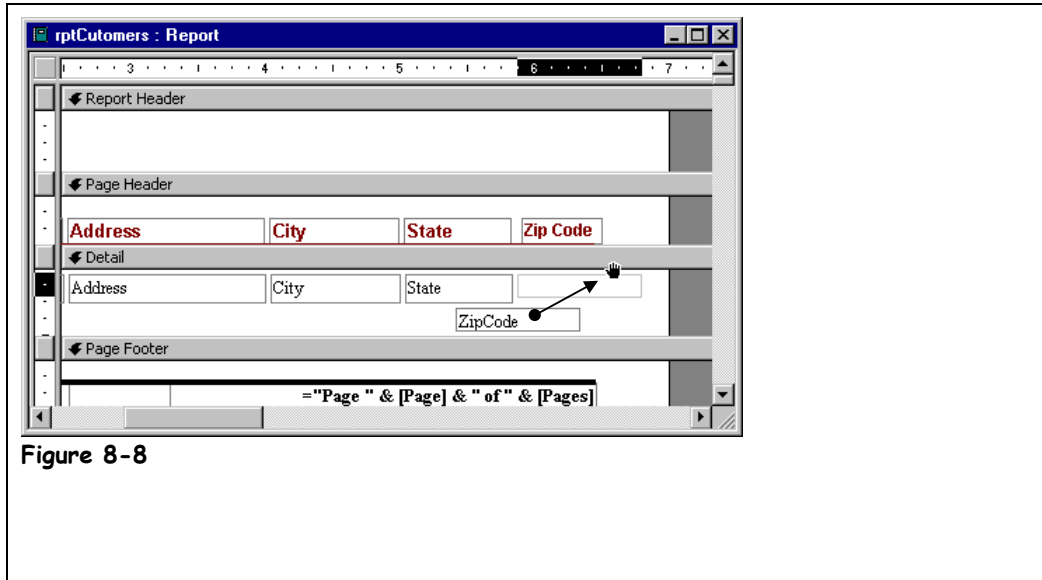 rptCutomers : Report
3 4 5 6 7
Report Header
Page Header
Address City State Zip Code
Detail
Address City State
ZipCode
Page Footer
="Page " & [Page] & " of " & [Pages]
Figure 8-8